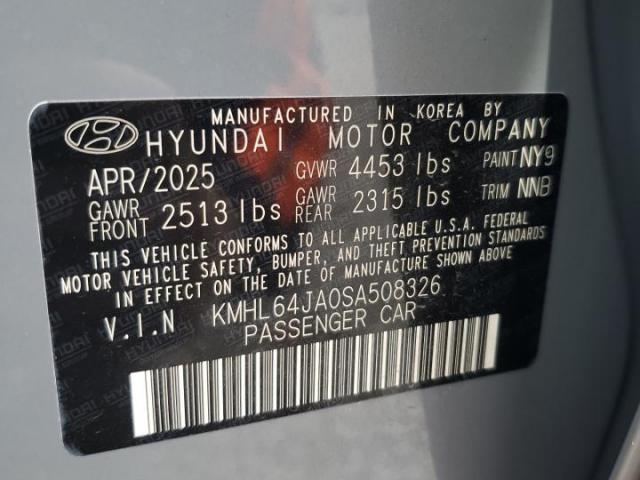 MANUFACTURED IN KOREA BY
HYUNDAI MOTOR COMPANY
APR/2025 GVWR 4453 lbs PAINT NY9
GAWR FRONT 2513 lbs GAWR REAR 2315 lbs TRIM NNB
THIS VEHICLE CONFORMS TO ALL APPLICABLE U.S.A. FEDERAL
MOTOR VEHICLE SAFETY, BUMPER, AND THEFT PREVENTION STANDARDS
IN EFFECT ON THE DATE OF MANUFACTURE SHOWN ABOVE
V.I.N KMHL64JA0SA508326
PASSENGER CAR